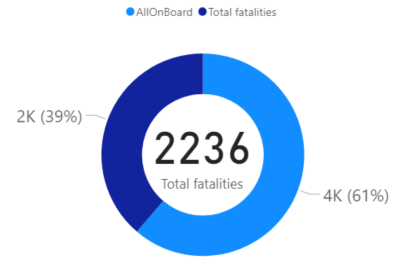 AllOnBoard Total fatalities
2K (39%)
2236
Total fatalities
4K (61%)